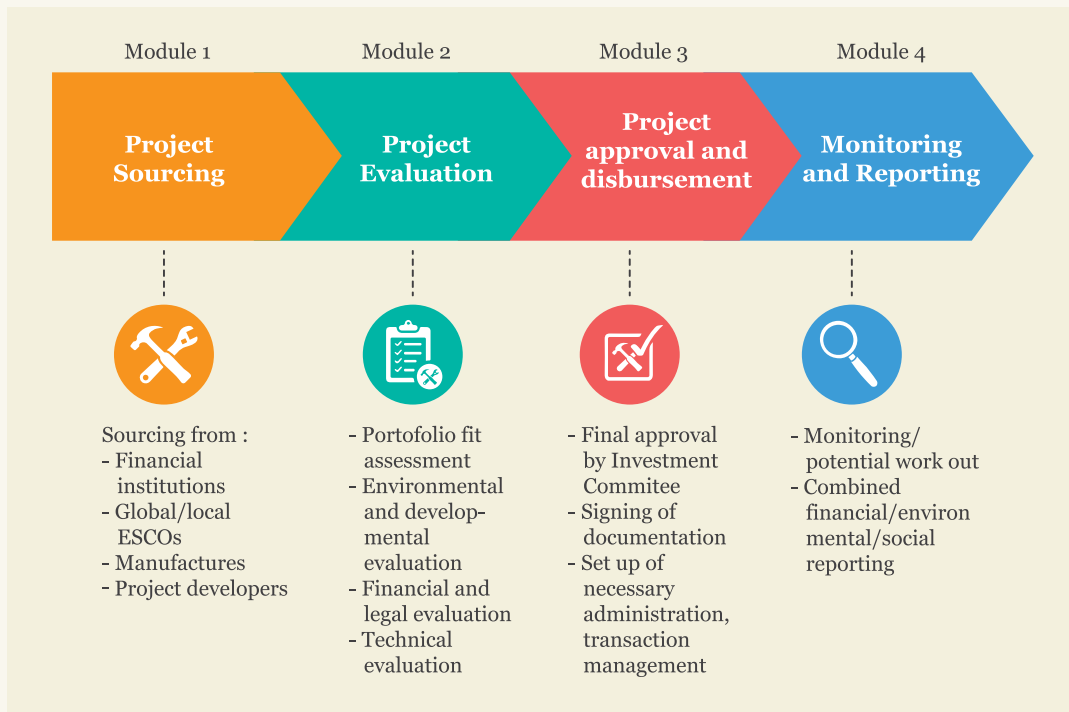 Module 1
Module 2
Module 3
Module 4
Project
Sourcing
Project
Evaluation
Project
approval and
disbursement
Monitoring
and Reporting
Sourcing from :
- Financial
institutions
- Global/local
ESCOs
- Manufactures
- Project developers
- Portofolio fit
assessment
- Environmental
and develop-
mental
evaluation
- Financial and
legal evaluation
- Technical
evaluation
- Final approval
by Investment
Commitee
- Signing of
documentation
- Set up of
necessary
administration,
transaction
management
- Monitoring/
potential work out
- Combined
financial/environ
mental/social
reporting